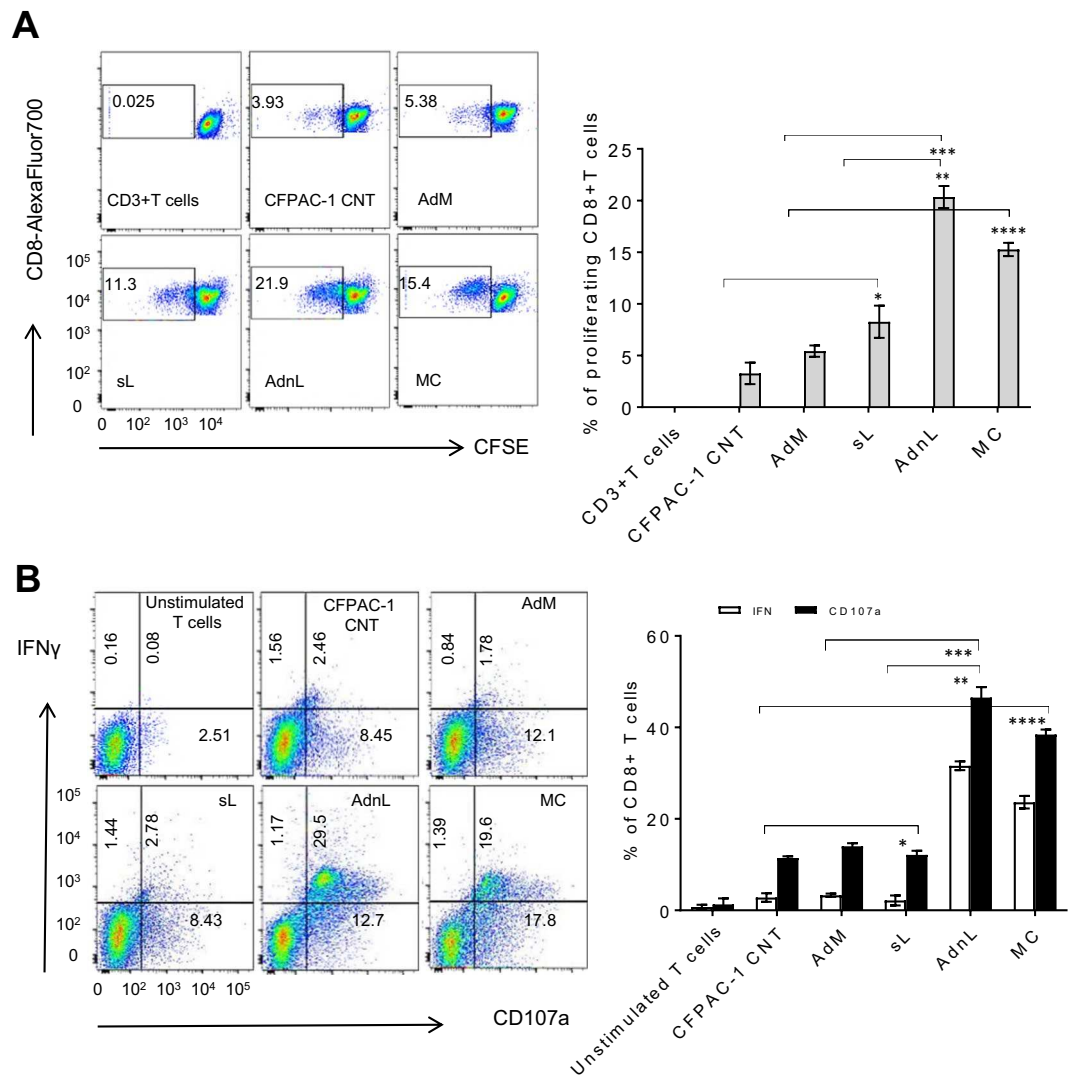 A
CD8-AlexaFluor700
0.025
CD3+T cells
3.93
CFPAC-1 CNT
5.38
AdM
11.3
sL
21.9
AdnL
15.4
MC
10⁵
10⁴
10³
10²
0
0 10² 10³ 10⁴
CFSE
% of proliferating CD8+T cells
25
20
15
10
5
0
***
**
****
*
CD3+T cells
CFPAC-1 CNT
AdM
sL
AdnL
MC
B
IFNγ
Unstimulated
T cells
0.16
0.08
2.51
CFPAC-1
CNT
1.56
2.46
8.45
AdM
0.84
1.78
12.1
sL
1.44
2.78
8.43
AdnL
1.17
29.5
12.7
MC
1.39
19.6
17.8
10⁵
10⁴
10³
10²
0
0 10² 10³ 10⁴ 10⁵
CD107a
IFN CD107a
% of CD8+ T cells
60
40
20
0
***
**
****
*
Unstimulated T cells
CFPAC-1 CNT
AdM
sL
AdnL
MC